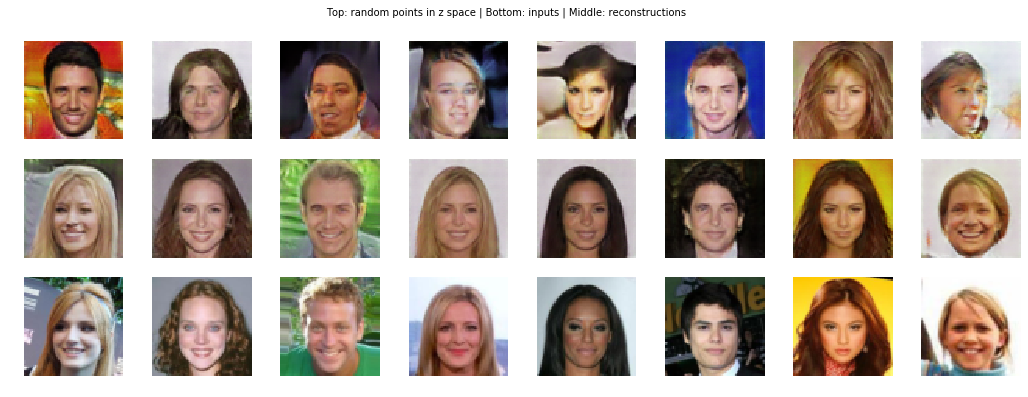 Top: random points in z space | Bottom: inputs | Middle: reconstructions